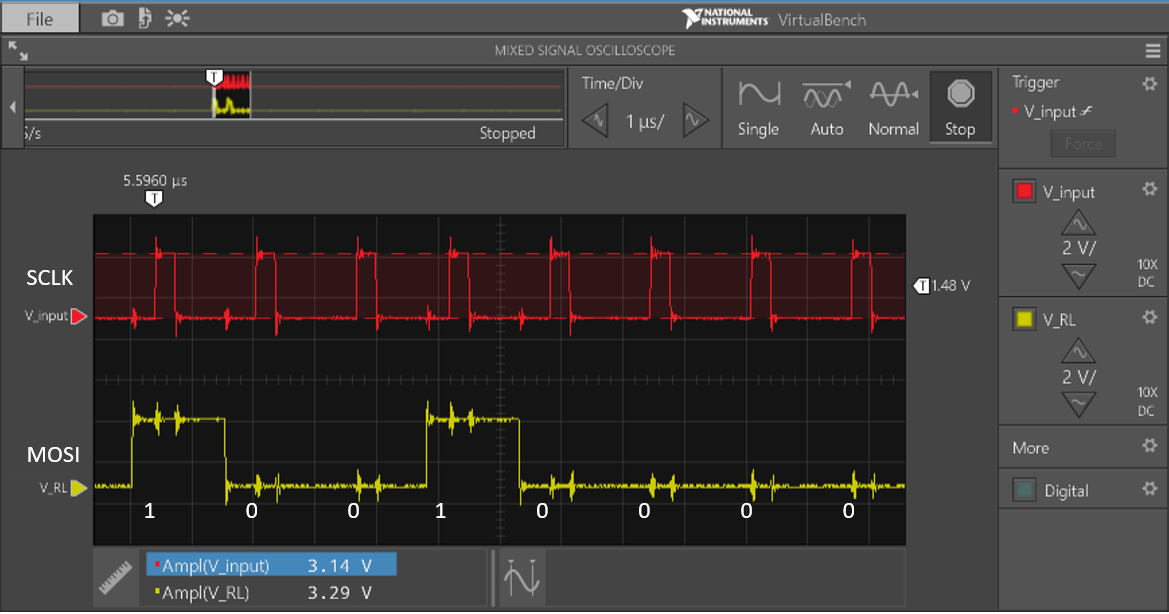 File
NATIONAL INSTRUMENTS VirtualBench
MIXED SIGNAL OSCILLOSCOPE
T
S/s
Stopped
Time/Div
1 µs/
Single
Auto
Normal
Stop
Trigger
V_input
Force
5.5960 µs
T
SCLK
V_input
T 1.48 V
MOSI
V_RL
1 0 0 1 0 0 0 0
V_input
2 V/
10X
DC
V_RL
2 V/
10X
DC
More
Digital
Ampl(V_input) 3.14 V
Ampl(V_RL) 3.29 V